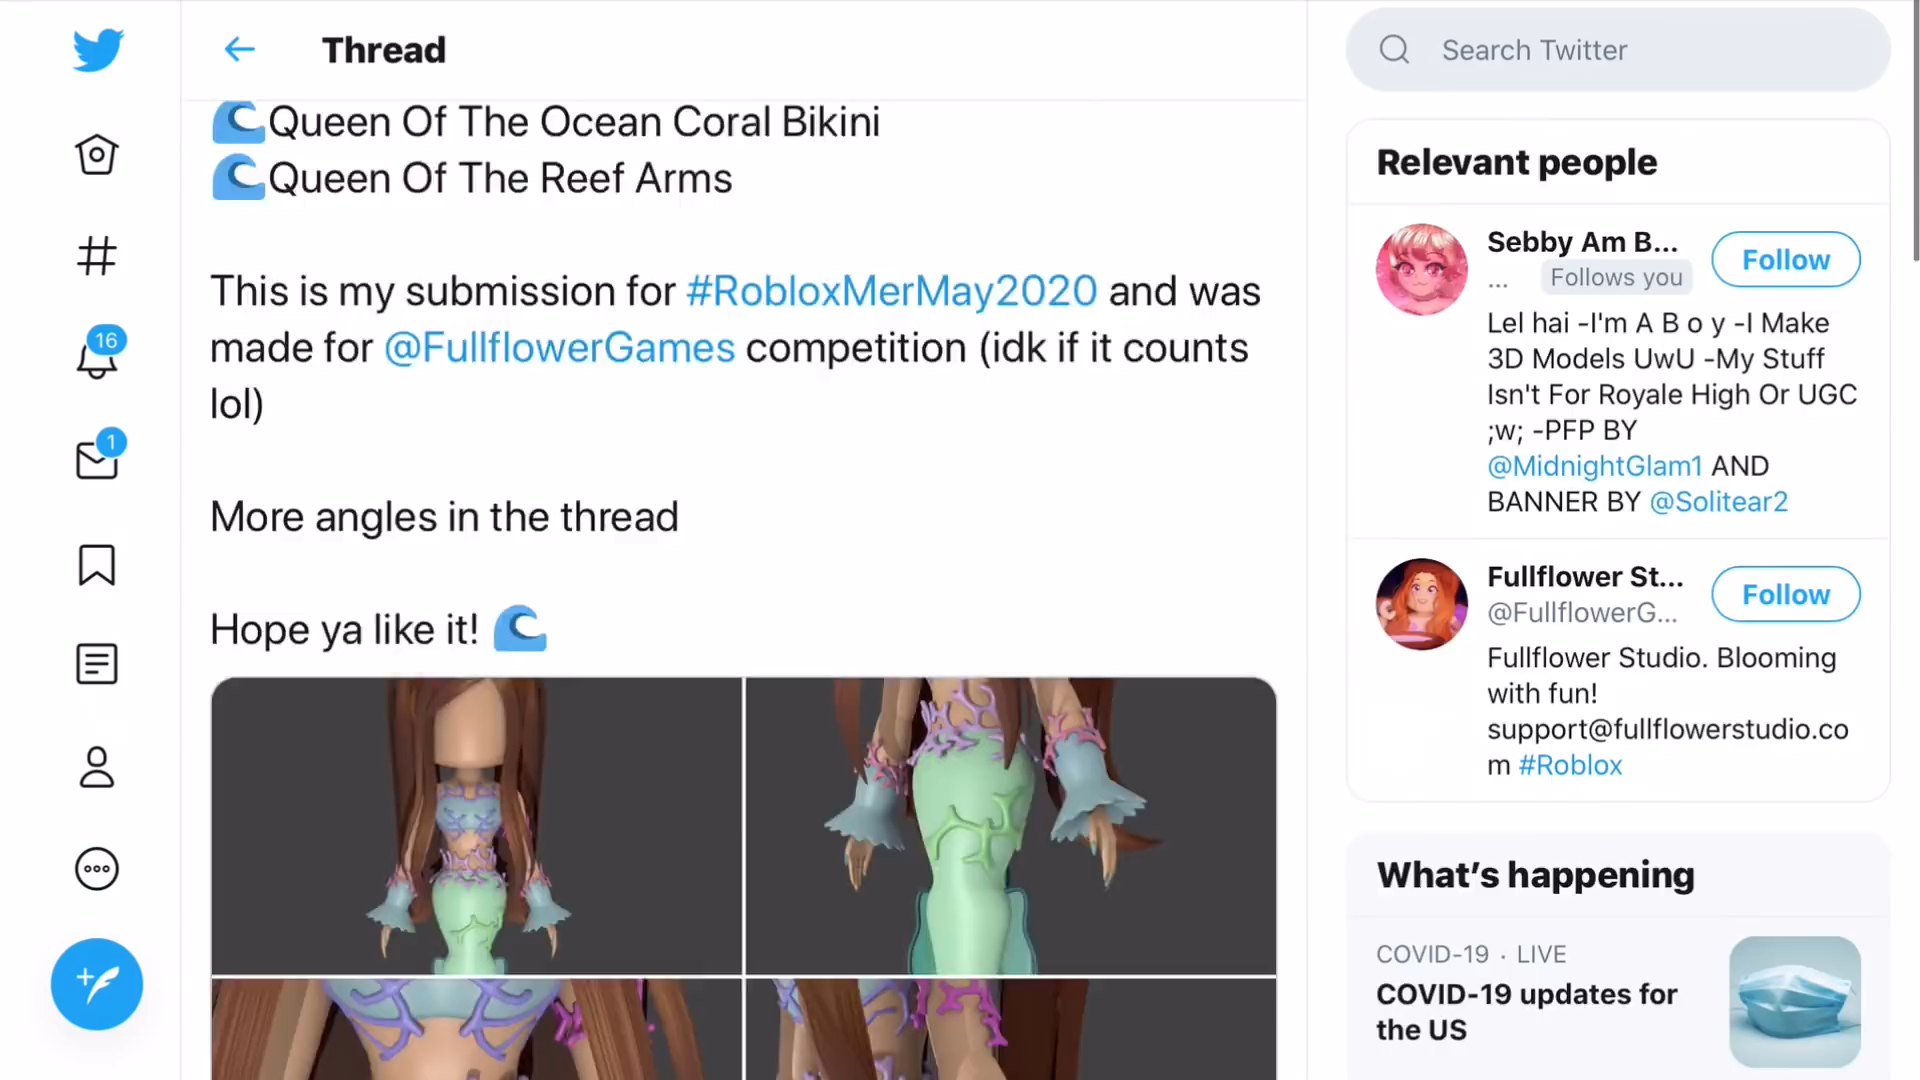 Thread
🌊Queen Of The Ocean Coral Bikini
🌊Queen Of The Reef Arms
This is my submission for #RobloxMerMay2020 and was
made for @FullflowerGames competition (idk if it counts
lol)
More angles in the thread
Hope ya like it! 🌊
16
1
Search Twitter
Relevant people
Sebby Am B...
... Follows you
Follow
Lel hai -I'm A B o y -I Make
3D Models UwU -My Stuff
Isn't For Royale High Or UGC
;w; -PFP BY
@MidnightGlam1 AND
BANNER BY @Solitear2
Fullflower St...
@FullflowerG...
Follow
Fullflower Studio. Blooming
with fun!
support@fullflowerstudio.co
m #Roblox
What's happening
COVID-19 · LIVE
COVID-19 updates for
the US